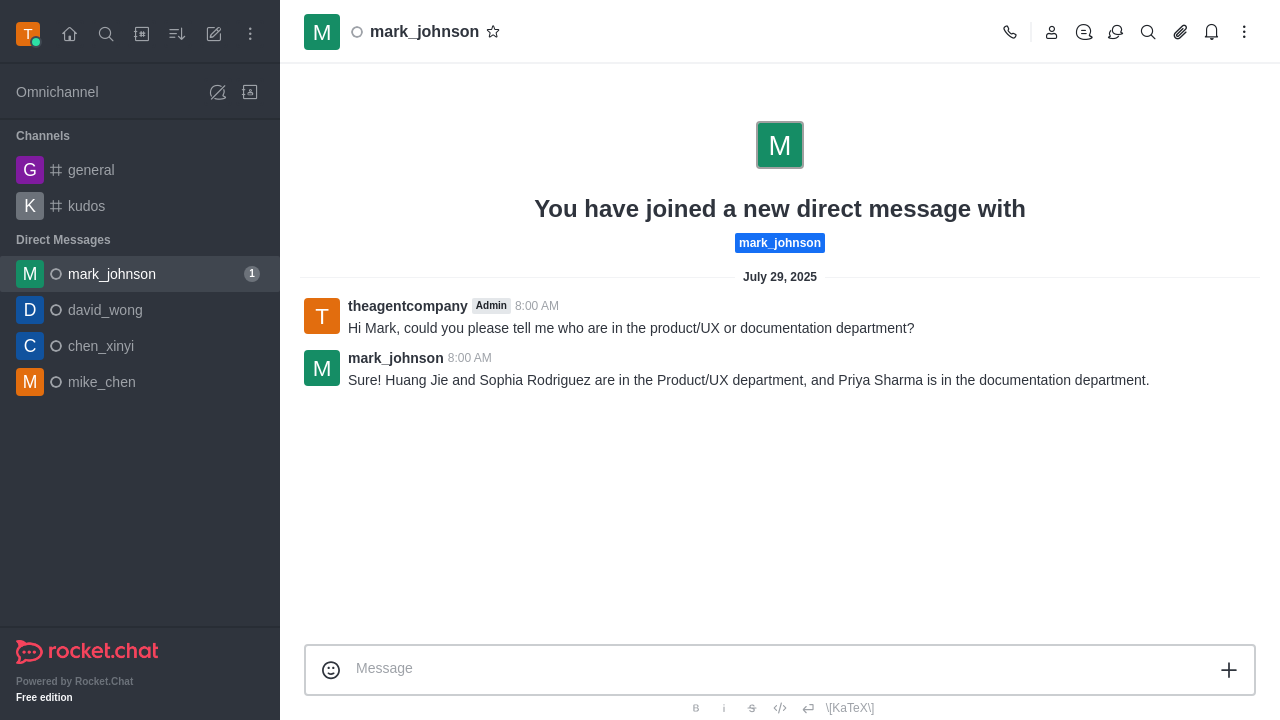 T
Omnichannel
Channels
G general
K kudos
Direct Messages
M mark_johnson 1
D david_wong
C chen_xinyi
M mike_chen
rocket.chat
Powered by Rocket.Chat
Free edition
M mark_johnson
M
You have joined a new direct message with
mark_johnson
July 29, 2025
T theagentcompany Admin 8:00 AM
Hi Mark, could you please tell me who are in the product/UX or documentation department?
M mark_johnson 8:00 AM
Sure! Huang Jie and Sophia Rodriguez are in the Product/UX department, and Priya Sharma is in the documentation department.
Message
B i S </> \[KaTeX\]